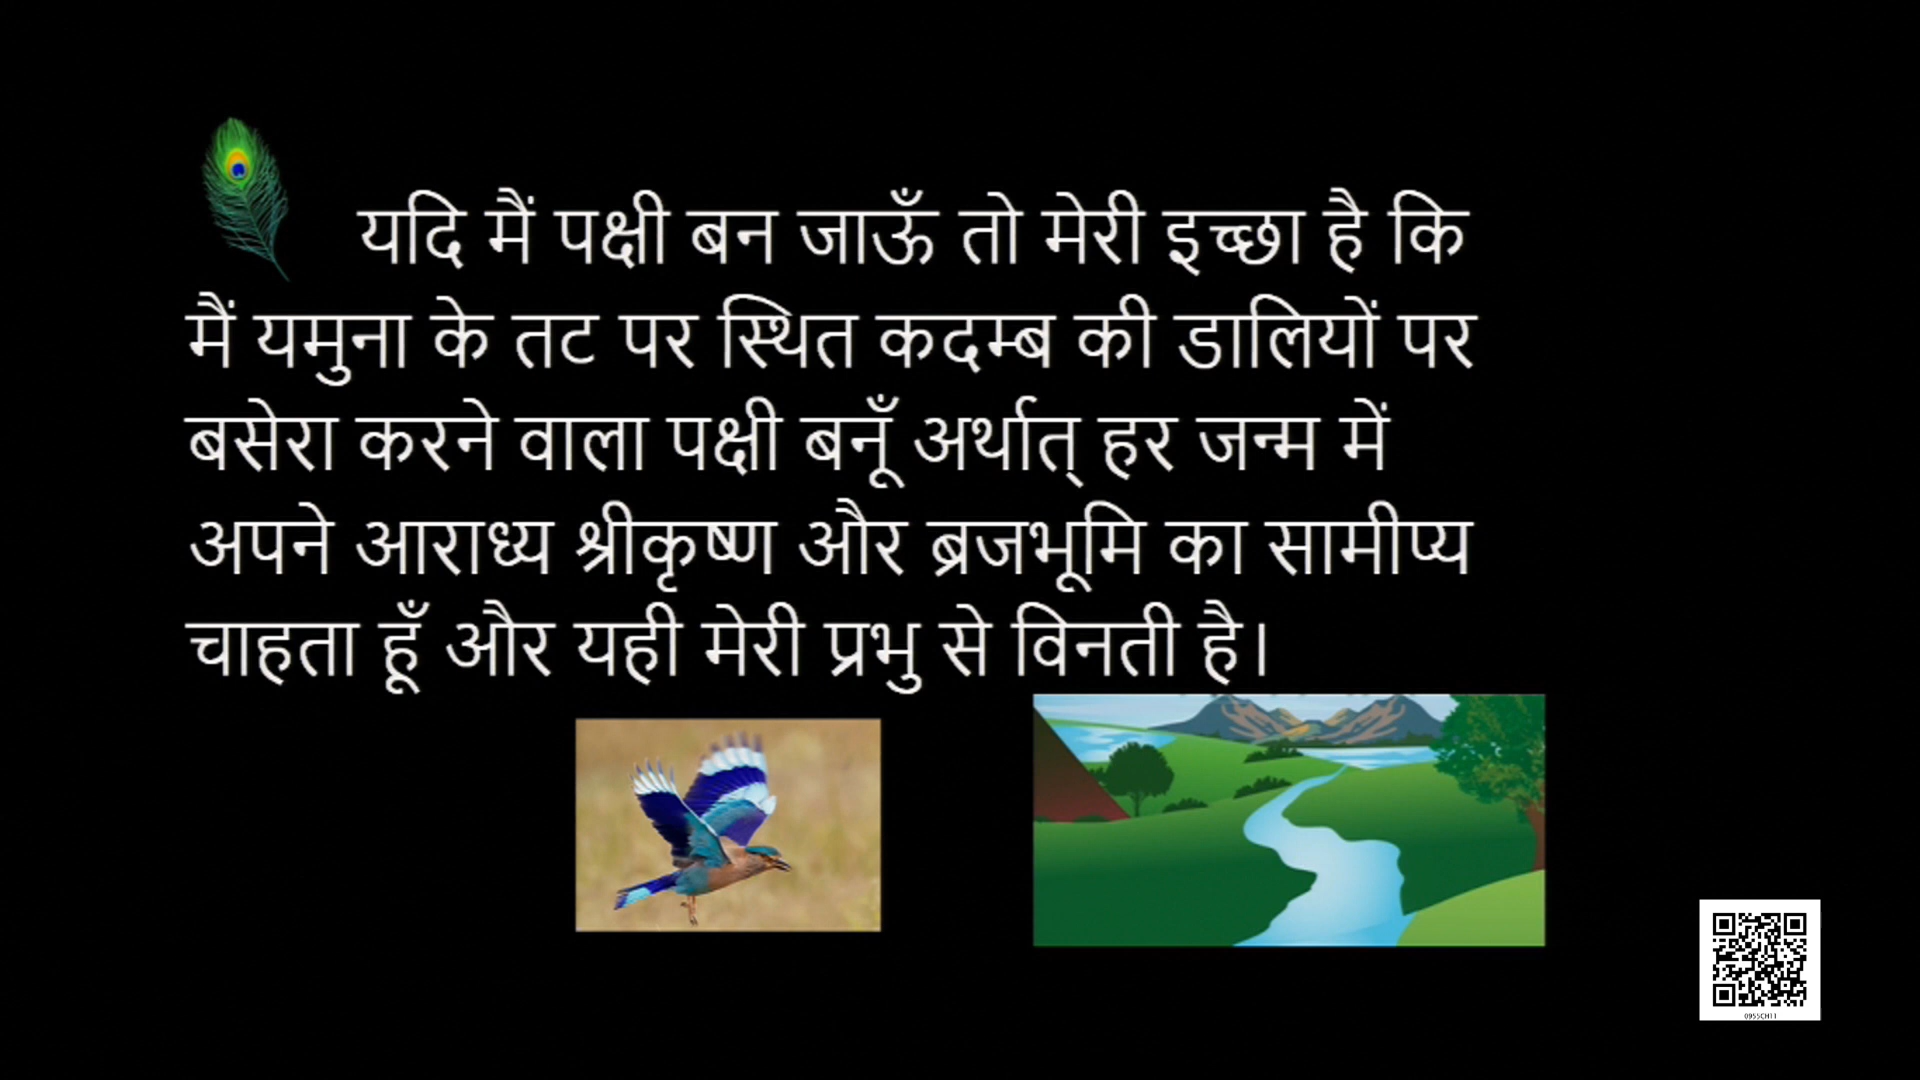 यदि मैं पक्षी बन जाऊँ तो मेरी इच्छा है कि
मैं यमुना के तट पर स्थित कदम्ब की डालियों पर
बसेरा करने वाला पक्षी बनूँ अर्थात् हर जन्म में
अपने आराध्य श्रीकृष्ण और ब्रजभूमि का सामीप्य
चाहता हूँ और यही मेरी प्रभु से विनती है।
0955CH11